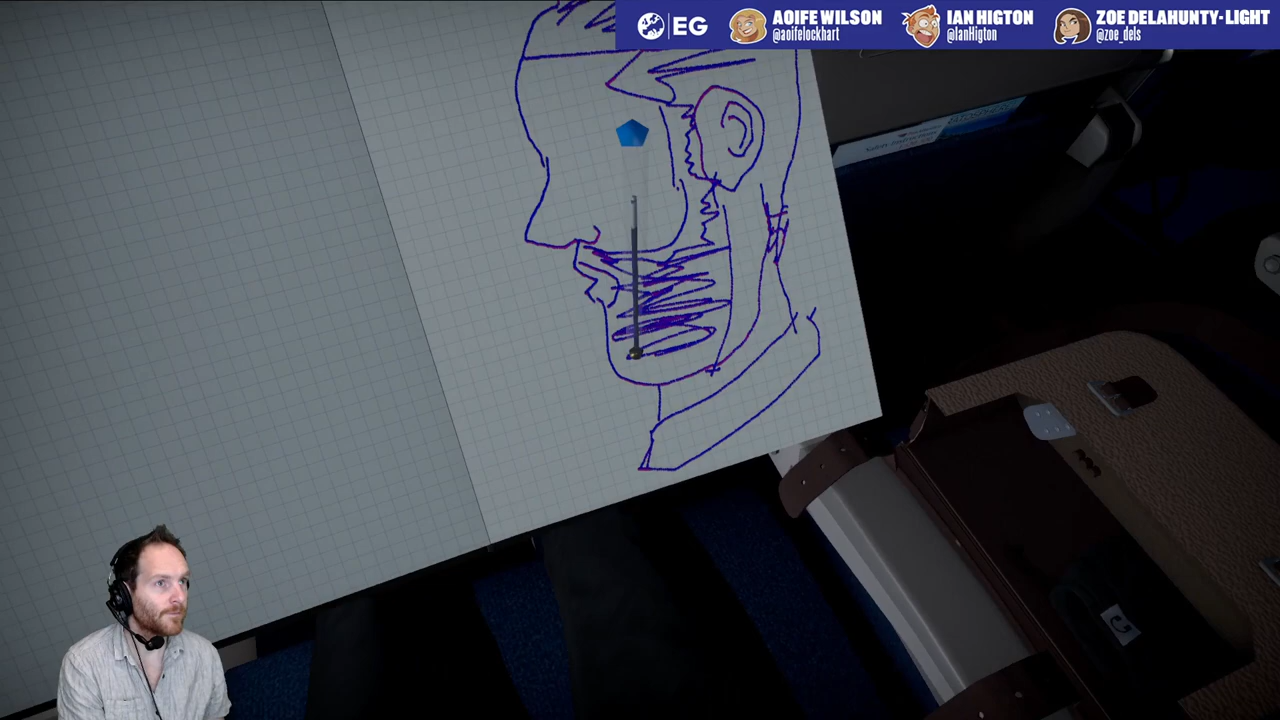 EG
AOIFE WILSON
@aoifelockhart
IAN HIGTON
@IanHigton
ZOE DELAHUNTY-LIGHT
@zoe_dels